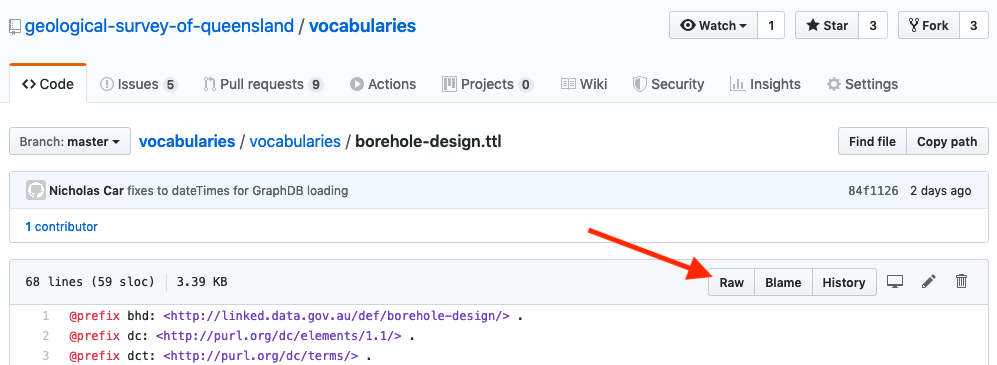 geological-survey-of-queensland / vocabularies Watch 1 Star 3 Fork 3
Code Issues 5 Pull requests 9 Actions Projects 0 Wiki Security Insights Settings
Branch: master vocabularies / vocabularies / borehole-design.ttl Find file Copy path
Nicholas Car fixes to dateTimes for GraphDB loading 84f1126 2 days ago
1 contributor
68 lines (59 sloc) 3.39 KB Raw Blame History
1 @prefix bhd: <http://linked.data.gov.au/def/borehole-design/> .
2 @prefix dc: <http://purl.org/dc/elements/1.1/> .
3 @prefix dct: <http://purl.org/dc/terms/> .